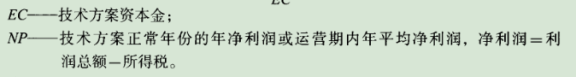 EC
EC——技术方案资本金；
NP——技术方案正常年份的年净利润或运营期内年平均净利润，净利润=利
润总额—所得税。